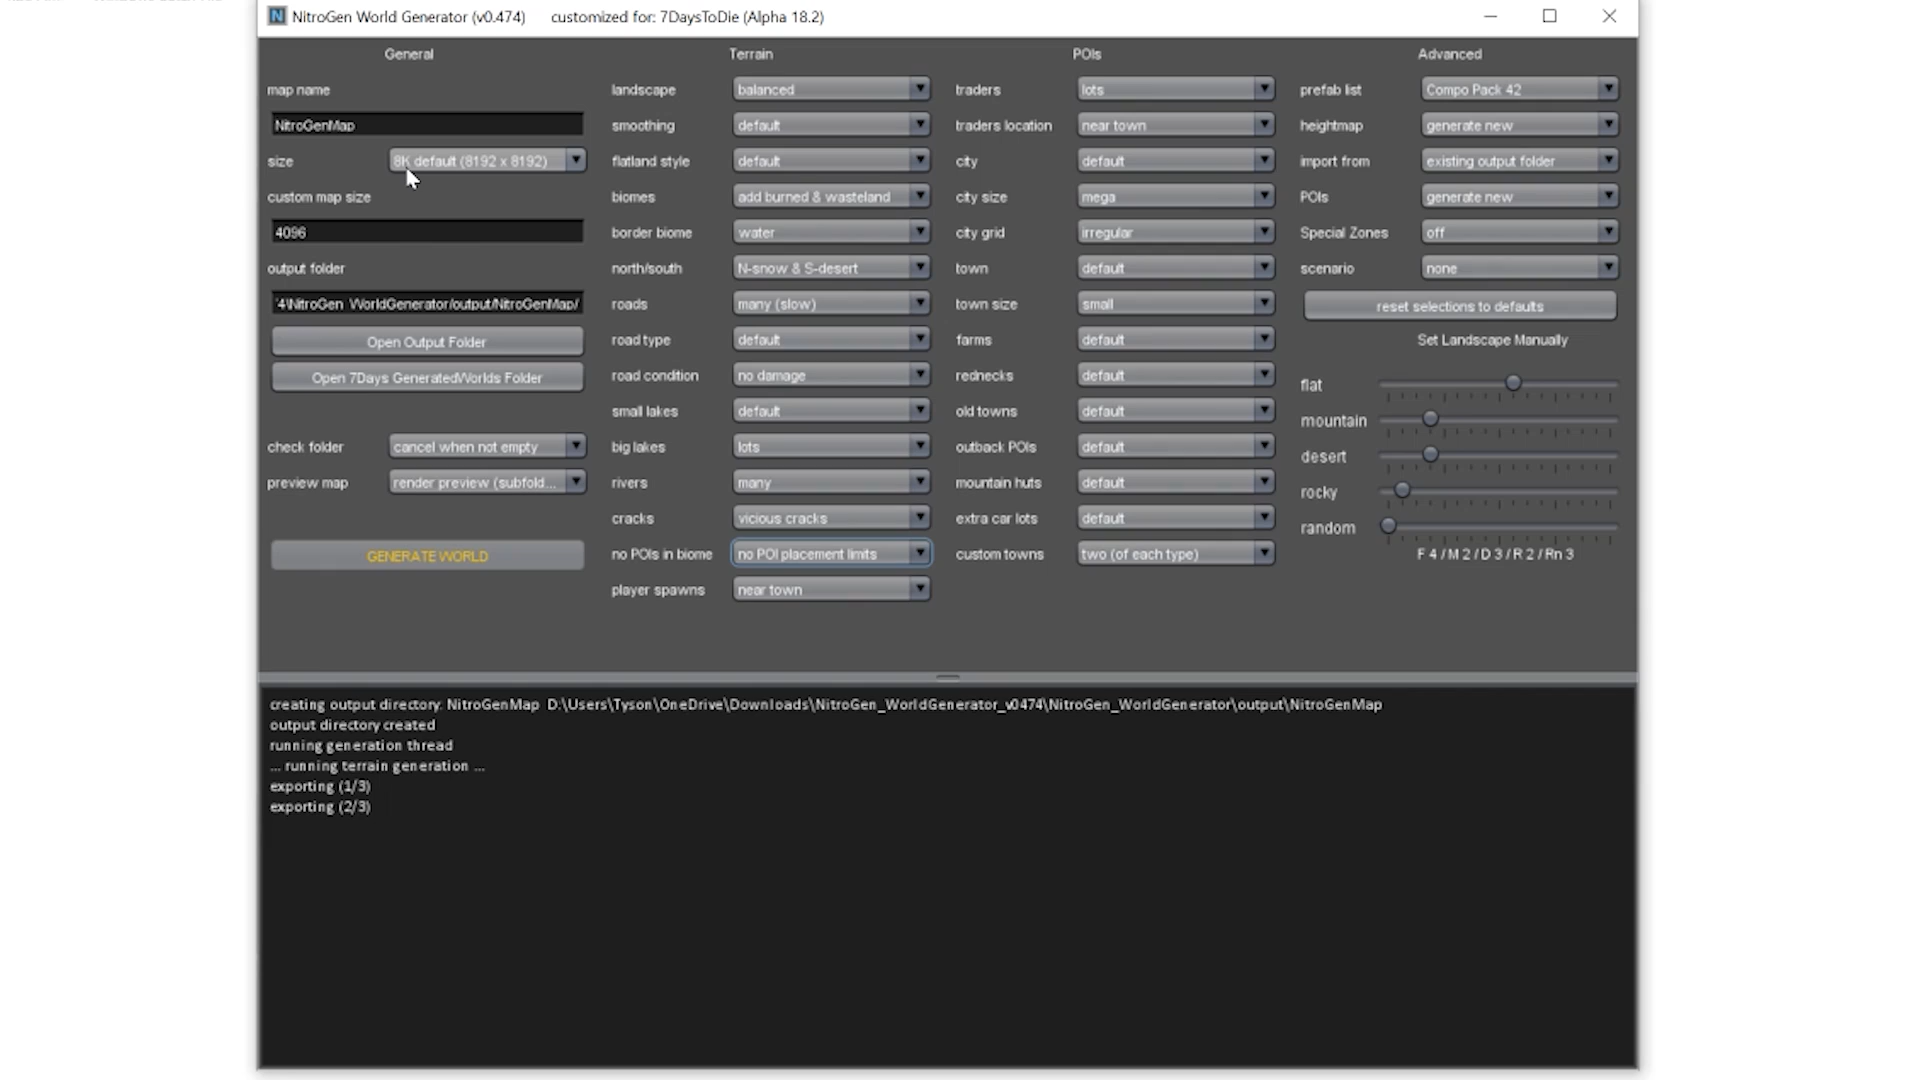 NitroGen World Generator (v0.474) customized for: 7DaysToDie (Alpha 18.2)
General
map name
NitroGenMap
size 8K default (8192 x 8192)
custom map size
4096
output folder
'4\NitroGen_WorldGenerator/output/NitroGenMap/
Open Output Folder
Open 7Days GeneratedWorlds Folder
check folder cancel when not empty
preview map render preview (subfold...
GENERATE WORLD
Terrain
landscape balanced
smoothing default
flatland style default
biomes add burned & wasteland
border biome water
north/south N-snow & S-desert
roads many (slow)
road type default
road condition no damage
small lakes default
big lakes lots
rivers many
cracks vicious cracks
no POIs in biome no POI placement limits
player spawns near town
POIs
traders lots
traders location near town
city default
city size mega
city grid irregular
town default
town size small
farms default
rednecks default
old towns default
outback POIs default
mountain huts default
extra car lots default
custom towns two (of each type)
Advanced
prefab list Compo Pack 42
heightmap generate new
import from existing output folder
POIs generate new
Special Zones off
scenario none
reset selections to defaults
Set Landscape Manually
flat
mountain
desert
rocky
random
F 4 / M 2 / D 3 / R 2 / Rn 3
creating output directory: NitroGenMap D:\Users\Tyson\OneDrive\Downloads\NitroGen_WorldGenerator_v0474\NitroGen_WorldGenerator\output\NitroGenMap
output directory created
running generation thread
... running terrain generation ...
exporting (1/3)
exporting (2/3)